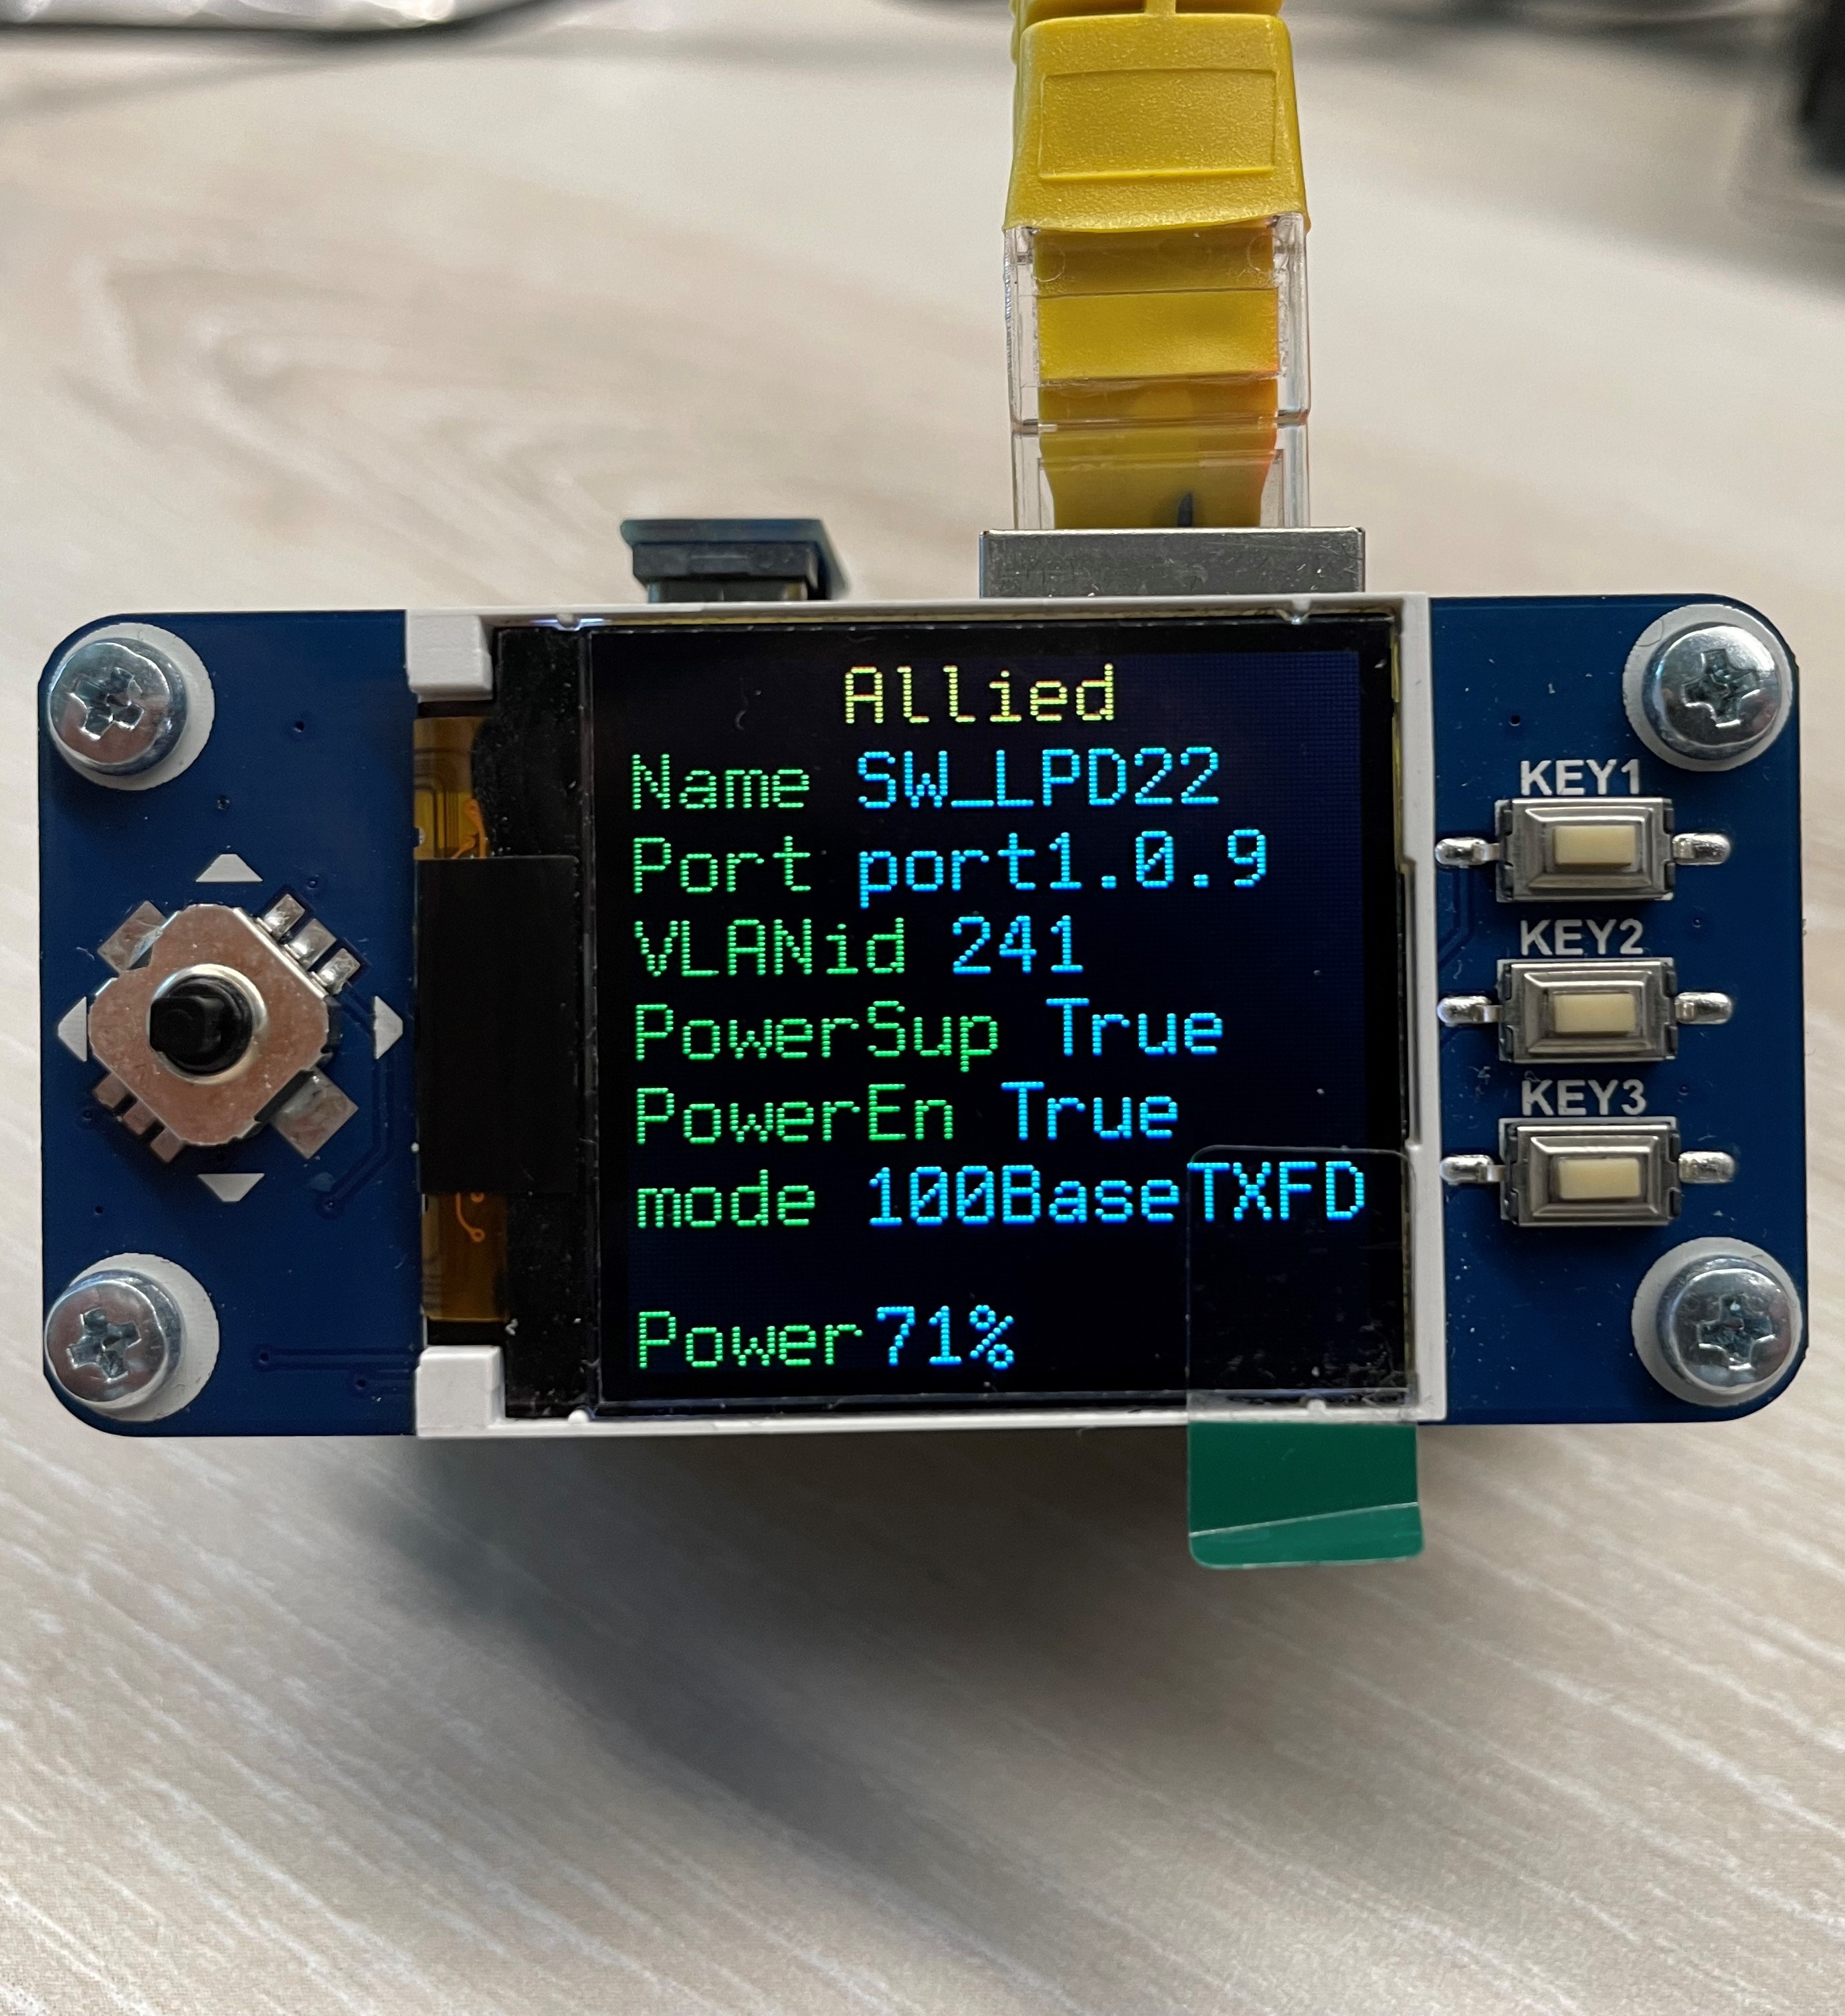 Allied
Name SW_LPD22
Port port1.0.9
VLANid 241
PowerSup True
PowerEn True
mode 100BaseTXFD
Power 71%
KEY1
KEY2
KEY3